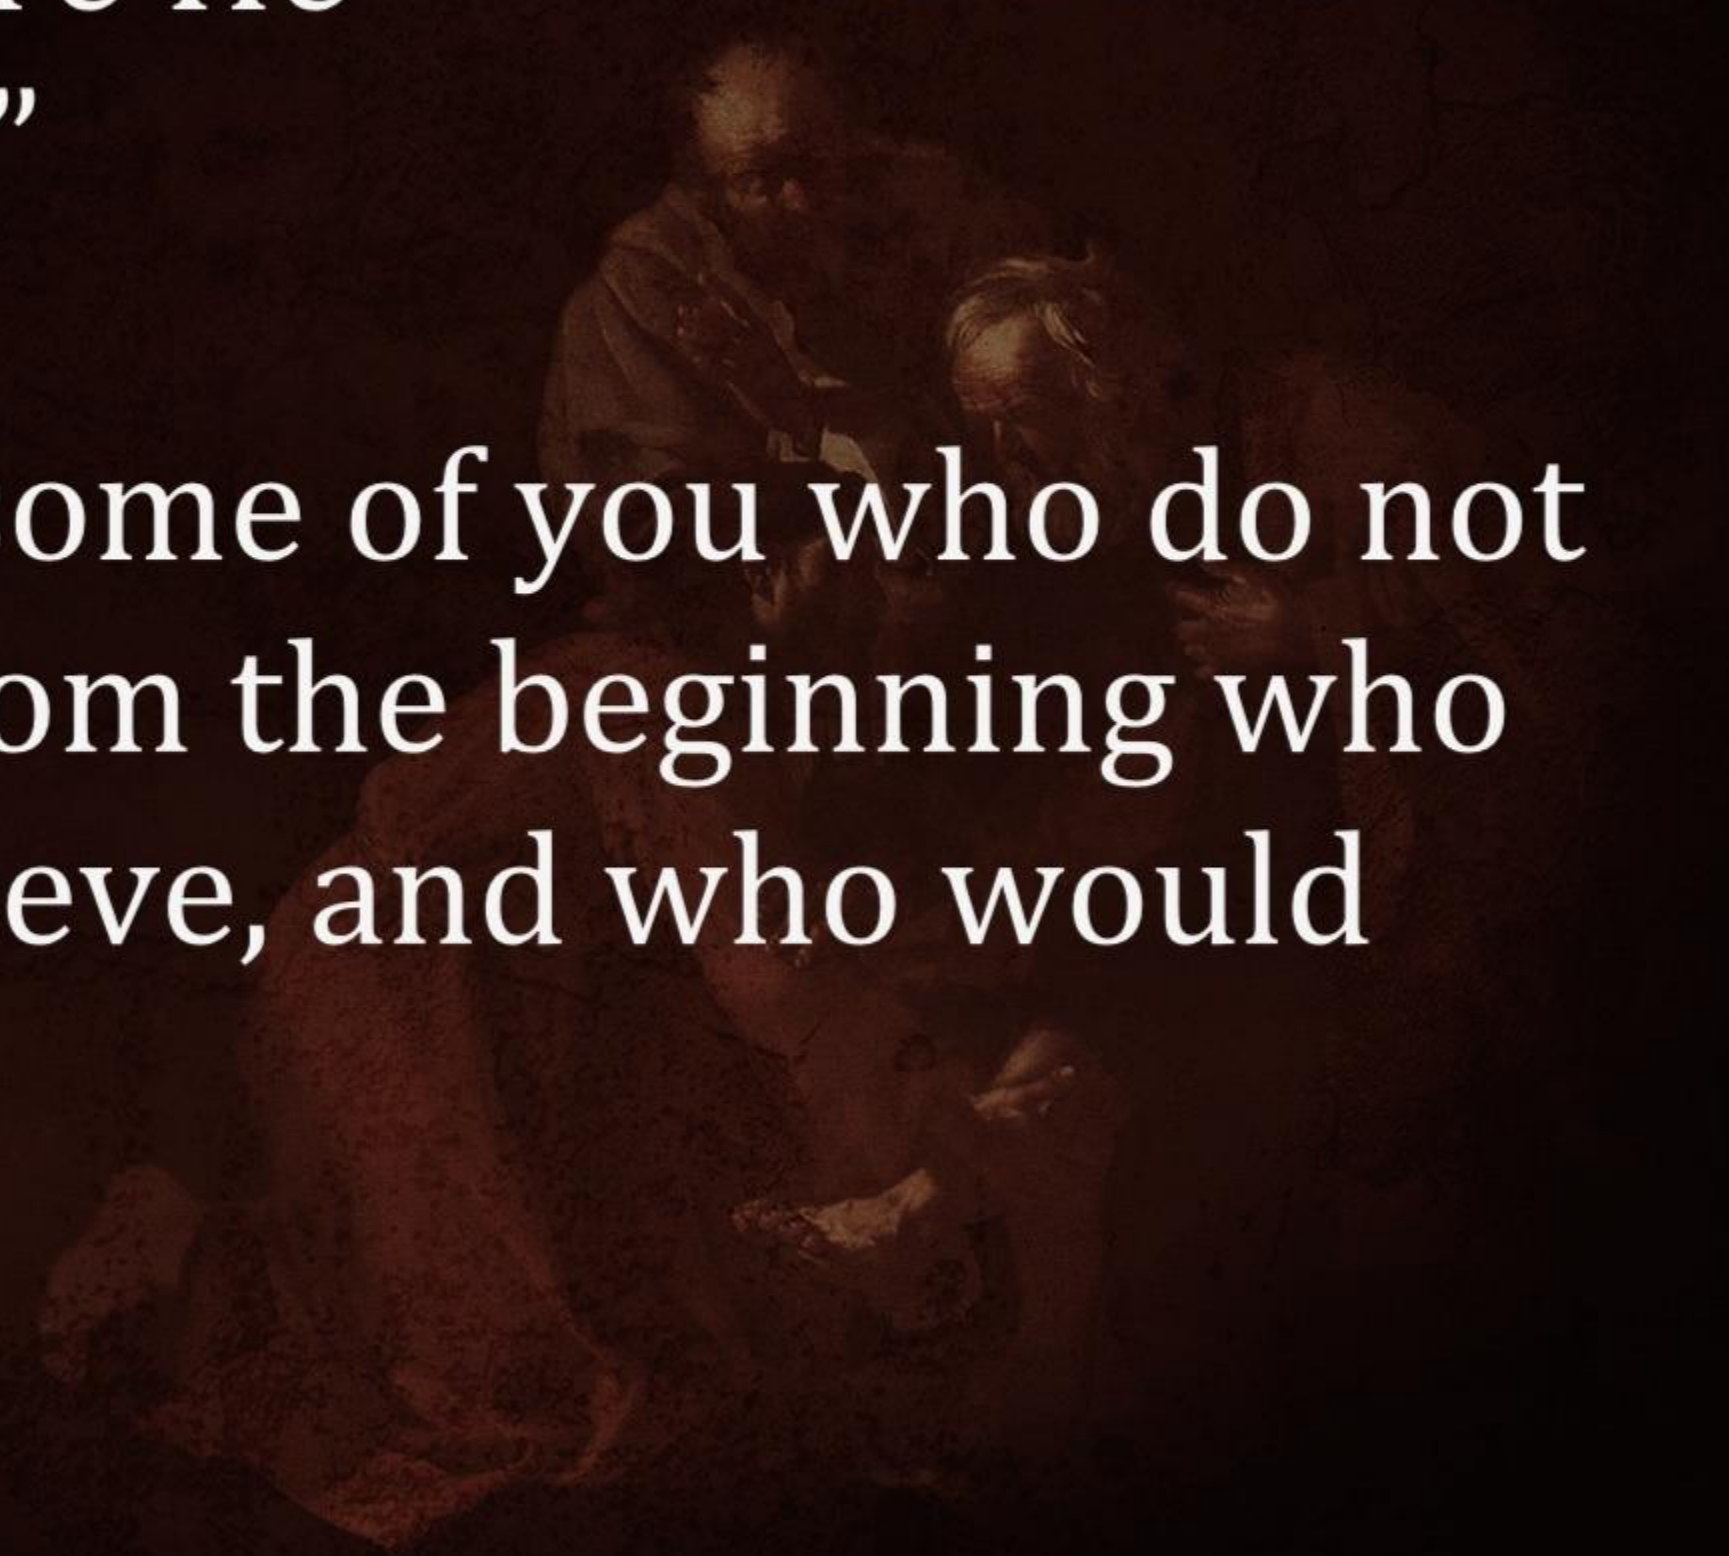 ”
ome of you who do not
om the beginning who
eve, and who would